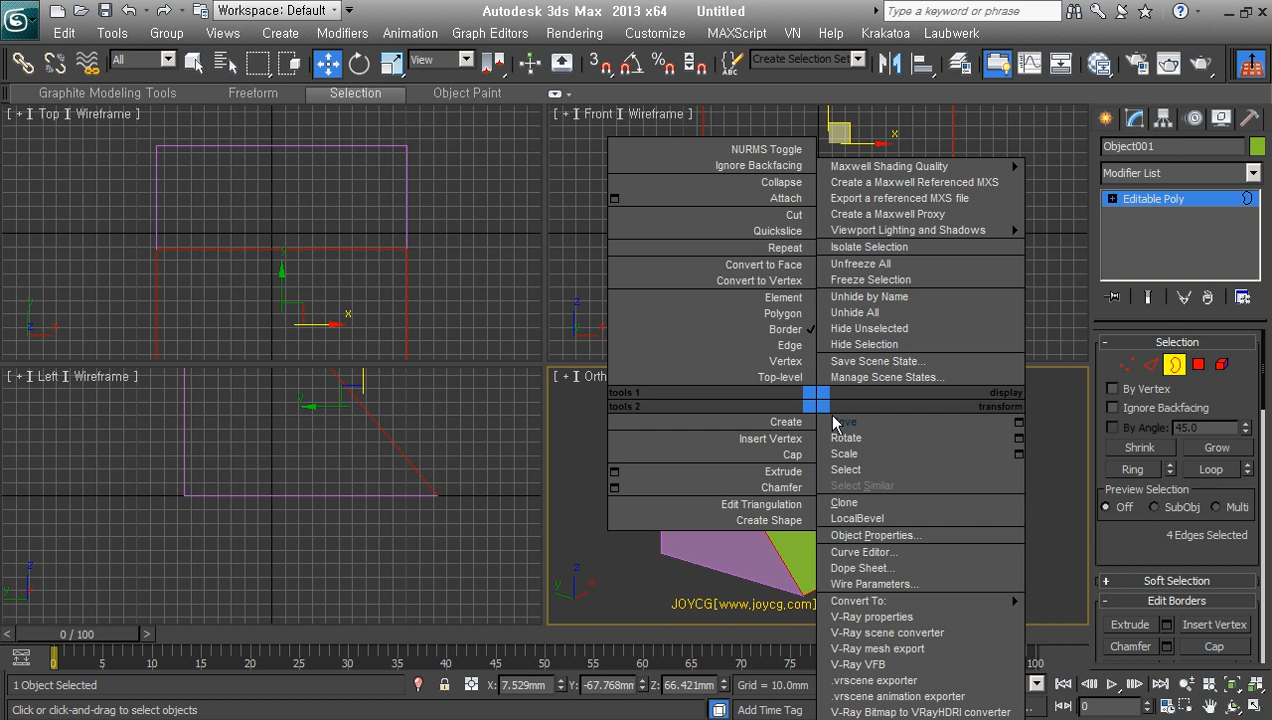 Workspace: Default
Autodesk 3ds Max 2013 x64 Untitled
Type a keyword or phrase
Edit Tools Group Views Create Modifiers Animation Graph Editors Rendering Customize MAXScript VN Help Krakatoa Laubwerk
All
View
Create Selection Set
Graphite Modeling Tools Freeform Selection Object Paint
[ + ] Top ] Wireframe ]
[ + ] Front ] Wireframe ]
[ + ] Left ] Wireframe ]
NURMS Toggle
Ignore Backfacing
Collapse
Attach
Cut
Quickslice
Repeat
Convert to Face
Convert to Vertex
Element
Polygon
Border
Edge
Vertex
Top-level
tools 1
tools 2
Create
Insert Vertex
Cap
Extrude
Chamfer
Edit Triangulation
Create Shape
Maxwell Shading Quality
Create a Maxwell Referenced MXS
Export a referenced MXS file
Create a Maxwell Proxy
Viewport Lighting and Shadows
Isolate Selection
Unfreeze All
Freeze Selection
Unhide by Name
Unhide All
Hide Unselected
Hide Selection
Save Scene State...
Manage Scene States...
display
transform
Rotate
Scale
Select
Select Similar
Clone
LocalBevel
Object Properties...
Curve Editor...
Dope Sheet...
Wire Parameters...
Convert To:
V-Ray properties
V-Ray scene converter
V-Ray mesh export
V-Ray VFB
.vrscene exporter
.vrscene animation exporter
V-Ray Bitmap to VRayHDRI converter
JOYCG[www.joycg.com]
Object001
Modifier List
Editable Poly
Selection
By Vertex
Ignore Backfacing
By Angle: 45.0
Shrink Grow
Ring Loop
Preview Selection
Off SubObj Multi
4 Edges Selected
Soft Selection
Edit Borders
Extrude Insert Vertex
Chamfer Cap
0 / 100
0 5 10 15 20 25 30 35 40 45 50 55 60 65 70 75 100
1 Object Selected
X: 7.529mm Y: -67.768mm Z: 66.421mm Grid = 10.0mm
Click or click-and-drag to select objects
Add Time Tag
0